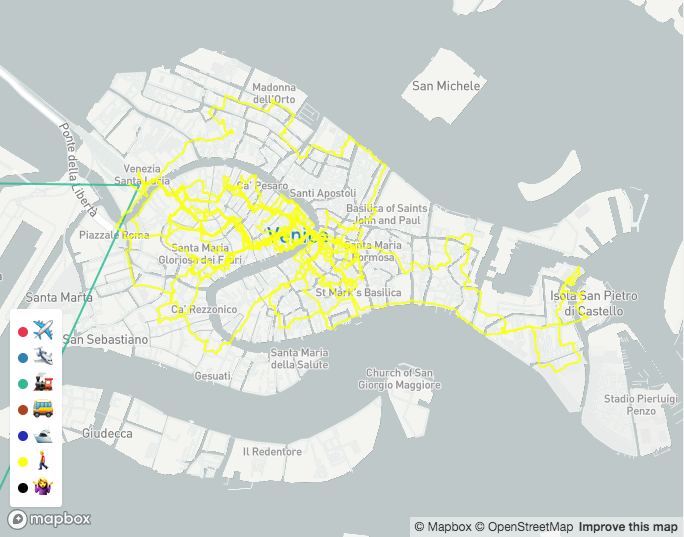 San Michele
Madonna
dell'Orto
Ponte della Libertà
Venezia
Santa Lucia
Ca' Pesaro
Santi Apostoli
Basilica of Saints
John and Paul
Piazzale Roma
Venice
Santa Maria
Formosa
Santa Maria
Gloriosa dei Frari
Santa Marta
St Mark's Basilica
Isola San Pietro
di Castello
Ca' Rezzonico
San Sebastiano
Santa Maria
della Salute
Gesuati
Church of San
Giorgio Maggiore
Stadio Pierluigi
Penzo
Giudecca
Il Redentore
mapbox
© Mapbox © OpenStreetMap Improve this map